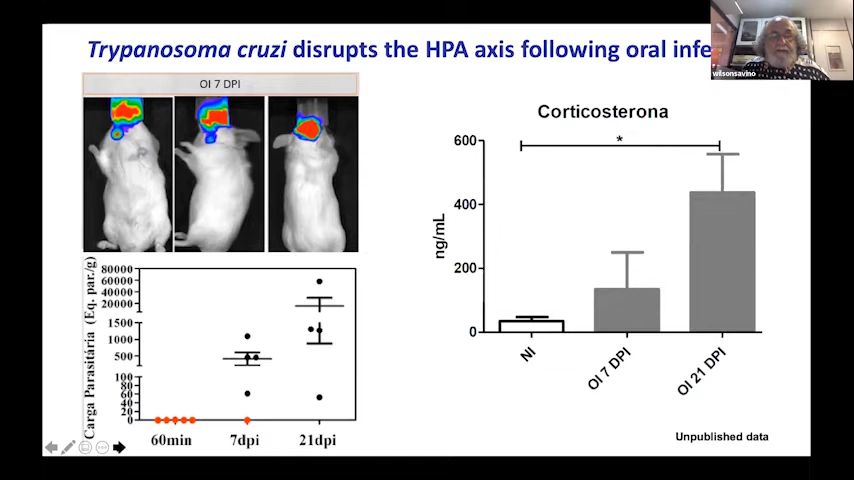 Trypanosoma cruzi disrupts the HPA axis following oral infe
wilsonsavino
OI 7 DPI
Carga Parasitária (Eq. par./g)
80000
60000
40000
20000
1500
1000
500
100
80
60
40
20
0
60min
7dpi
21dpi
Corticosterona
ng/mL
600
400
200
0
*
NI
OI 7 DPI
OI 21 DPI
Unpublished data